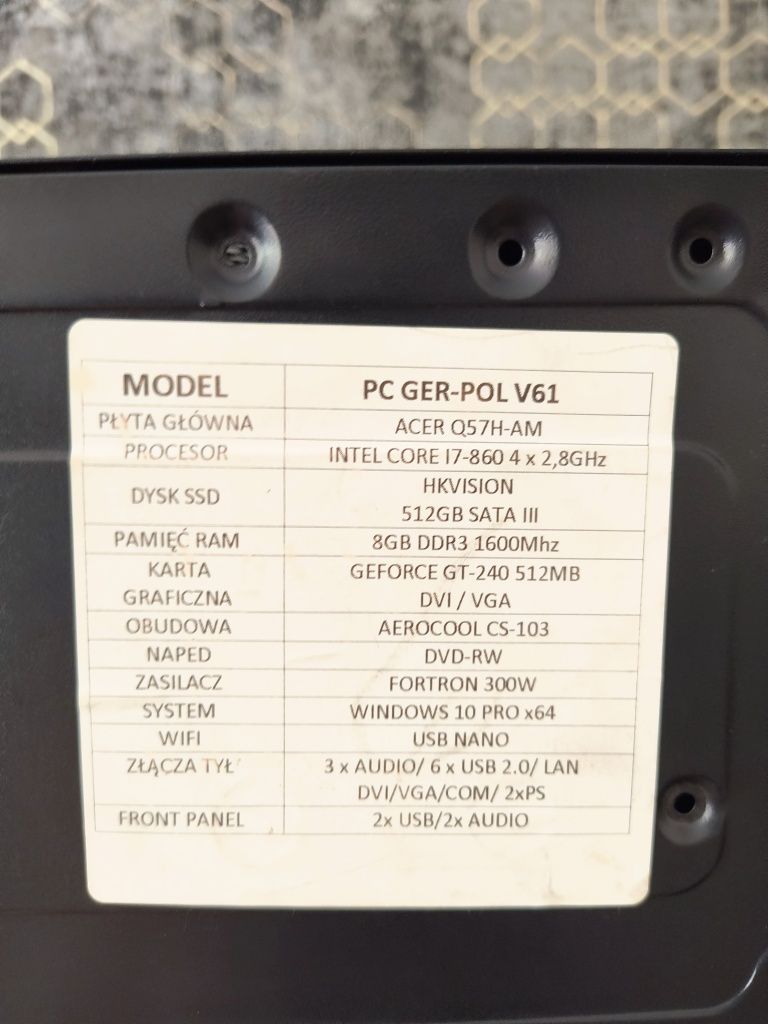 MODEL PC GER-POL V61
PŁYTA GŁÓWNA ACER Q57H-AM
PROCESOR INTEL CORE I7-860 4 x 2,8GHz
DYSK SSD HKVISION
512GB SATA III
PAMIĘĆ RAM 8GB DDR3 1600Mhz
KARTA GEFORCE GT-240 512MB
GRAFICZNA DVI / VGA
OBUDOWA AEROCOOL CS-103
NAPED DVD-RW
ZASILACZ FORTRON 300W
SYSTEM WINDOWS 10 PRO x64
WIFI USB NANO
ZŁĄCZA TYŁ 3 x AUDIO/ 6 x USB 2.0/ LAN
DVI/VGA/COM/ 2xPS
FRONT PANEL 2x USB/2x AUDIO